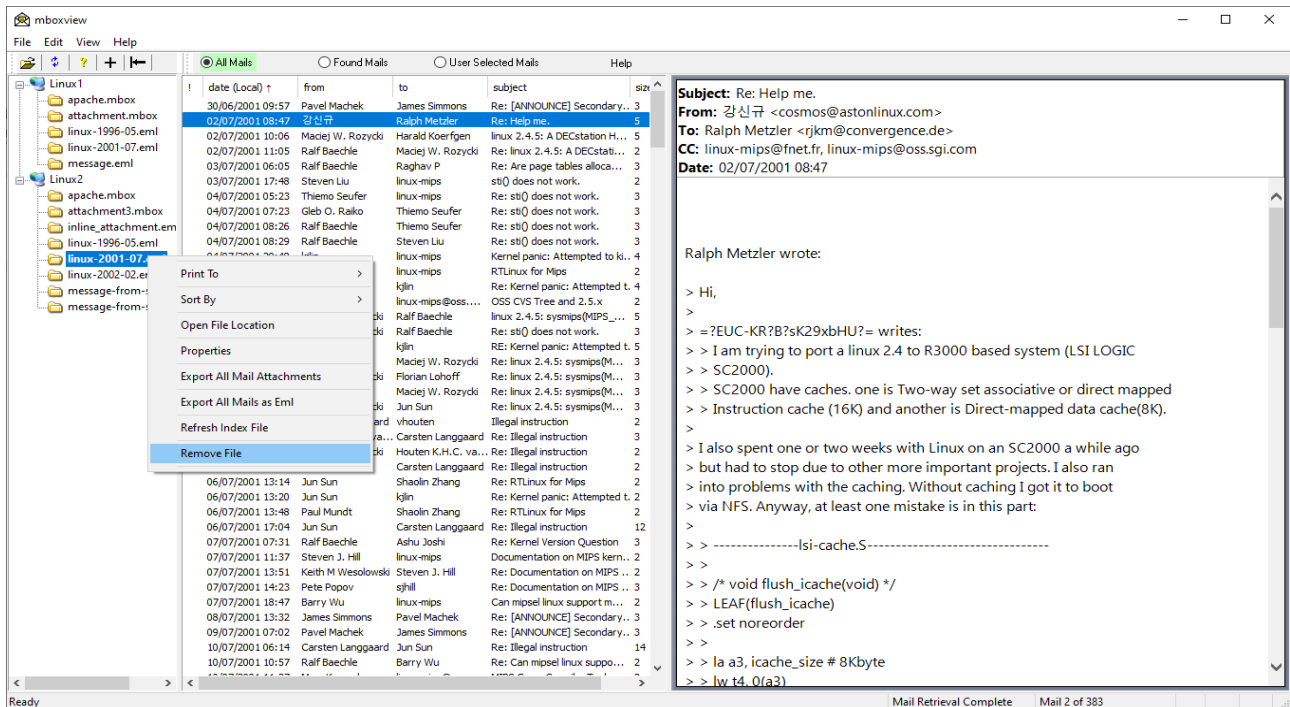 mboxview
File Edit View Help
All Mails Found Mails User Selected Mails Help
Linux1
apache.mbox
attachment.mbox
linux-1996-05.eml
linux-2001-07.eml
message.eml
Linux2
apache.mbox
attachment3.mbox
inline_attachment.em
linux-1996-05.eml
linux-2001-07.
linux-2002-02.er
message-from-
message-from-
Print To
Sort By
Open File Location
Properties
Export All Mail Attachments
Export All Mails as Eml
Refresh Index File
Remove File
! date (Local) ↑ from to subject size
30/06/2001 09:57 Pavel Machek James Simmons Re: [ANNOUNCE] Secondary.. 3
02/07/2001 08:47 강신규 Ralph Metzler Re: Help me. 5
02/07/2001 10:06 Maciej W. Rozycki Harald Koerfgen linux 2.4.5: A DECstation H... 5
02/07/2001 11:05 Ralf Baechle Maciej W. Rozycki Re: linux 2.4.5: A DECstati... 2
03/07/2001 06:05 Ralf Baechle Raghav P Re: Are page tables alloca... 3
03/07/2001 17:48 Steven Liu linux-mips sti() does not work. 2
04/07/2001 05:23 Thiemo Seufer linux-mips Re: sti() does not work. 3
04/07/2001 07:23 Gleb O. Raiko Thiemo Seufer Re: sti() does not work. 3
04/07/2001 08:26 Ralf Baechle Thiemo Seufer Re: sti() does not work. 3
04/07/2001 08:29 Ralf Baechle Steven Liu Re: sti() does not work. 3
linux-mips Kernel panic: Attempted to ki.. 4
linux-mips RTLinux for Mips 2
kjlin Re: Kernel panic: Attempted t. 4
linux-mips@oss.... OSS CVS Tree and 2.5.x 2
ki Ralf Baechle linux 2.4.5: sysmips(MIPS_... 5
ki Ralf Baechle Re: sti() does not work. 3
kjlin RE: Kernel panic: Attempted t. 5
Maciej W. Rozycki Re: linux 2.4.5: sysmips(M... 3
ki Florian Lohoff Re: linux 2.4.5: sysmips(M... 3
Maciej W. Rozycki Re: linux 2.4.5: sysmips(M... 3
ki Jun Sun Re: linux 2.4.5: sysmips(M... 3
ard vhouten Illegal instruction 2
va... Carsten Langgaard Re: Illegal instruction 3
ki Houten K.H.C. va... Re: Illegal instruction 2
Carsten Langgaard Re: Illegal instruction 2
06/07/2001 13:14 Jun Sun Shaolin Zhang Re: RTLinux for Mips 2
06/07/2001 13:20 Jun Sun kjlin Re: Kernel panic: Attempted t. 2
06/07/2001 13:48 Paul Mundt Shaolin Zhang Re: RTLinux for Mips 2
06/07/2001 17:04 Jun Sun Carsten Langgaard Re: Illegal instruction 12
07/07/2001 07:31 Ralf Baechle Ashu Joshi Re: Kernel Version Question 3
07/07/2001 11:37 Steven J. Hill linux-mips Documentation on MIPS kern.. 2
07/07/2001 13:51 Keith M Wesolowski Steven J. Hill Re: Documentation on MIPS .. 2
07/07/2001 14:23 Pete Popov sjhill Re: Documentation on MIPS .. 3
07/07/2001 18:47 Barry Wu linux-mips Can mipsel linux support m... 2
08/07/2001 13:32 James Simmons Pavel Machek Re: [ANNOUNCE] Secondary.. 3
09/07/2001 07:02 Pavel Machek James Simmons Re: [ANNOUNCE] Secondary.. 3
10/07/2001 06:14 Carsten Langgaard Jun Sun Re: Illegal instruction 14
10/07/2001 10:57 Ralf Baechle Barry Wu Re: Can mipsel linux suppo... 2
Subject: Re: Help me.
From: 강신규 <cosmos@astonlinux.com>
To: Ralph Metzler <rjkm@convergence.de>
CC: linux-mips@fnet.fr, linux-mips@oss.sgi.com
Date: 02/07/2001 08:47
Ralph Metzler wrote:
> Hi,
>
> =?EUC-KR?B?sK29xbHU?= writes:
> > I am trying to port a linux 2.4 to R3000 based system (LSI LOGIC
> > SC2000).
> > SC2000 have caches. one is Two-way set associative or direct mapped
> > Instruction cache (16K) and another is Direct-mapped data cache(8K).
>
> I also spent one or two weeks with Linux on an SC2000 a while ago
> but had to stop due to other more important projects. I also ran
> into problems with the caching. Without caching I got it to boot
> via NFS. Anyway, at least one mistake is in this part:
>
> > ---------------lsi-cache.S--------------------------------
> >
> > /* void flush_icache(void) */
> > LEAF(flush_icache)
> > .set noreorder
> >
> > la a3, icache_size # 8Kbyte
> > lw t4, 0(a3)
Ready Mail Retrieval Complete Mail 2 of 383